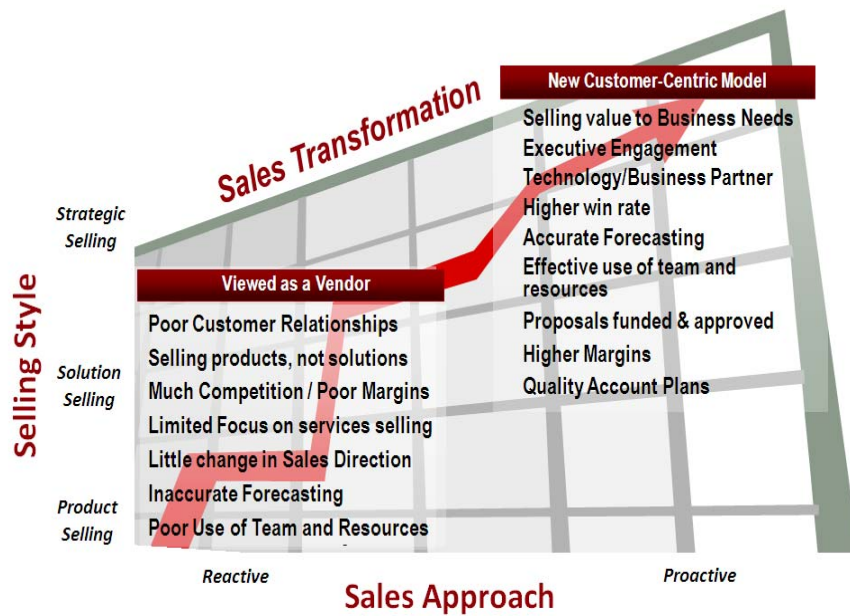 Sales Transformation
New Customer-Centric Model
Selling value to Business Needs
Executive Engagement
Technology/Business Partner
Higher win rate
Accurate Forecasting
Effective use of team and
resources
Proposals funded & approved
Higher Margins
Quality Account Plans
Viewed as a Vendor
Poor Customer Relationships
Selling products, not solutions
Much Competition / Poor Margins
Limited Focus on services selling
Little change in Sales Direction
Inaccurate Forecasting
Poor Use of Team and Resources
Selling Style
Strategic
Selling
Solution
Selling
Product
Selling
Reactive
Proactive
Sales Approach